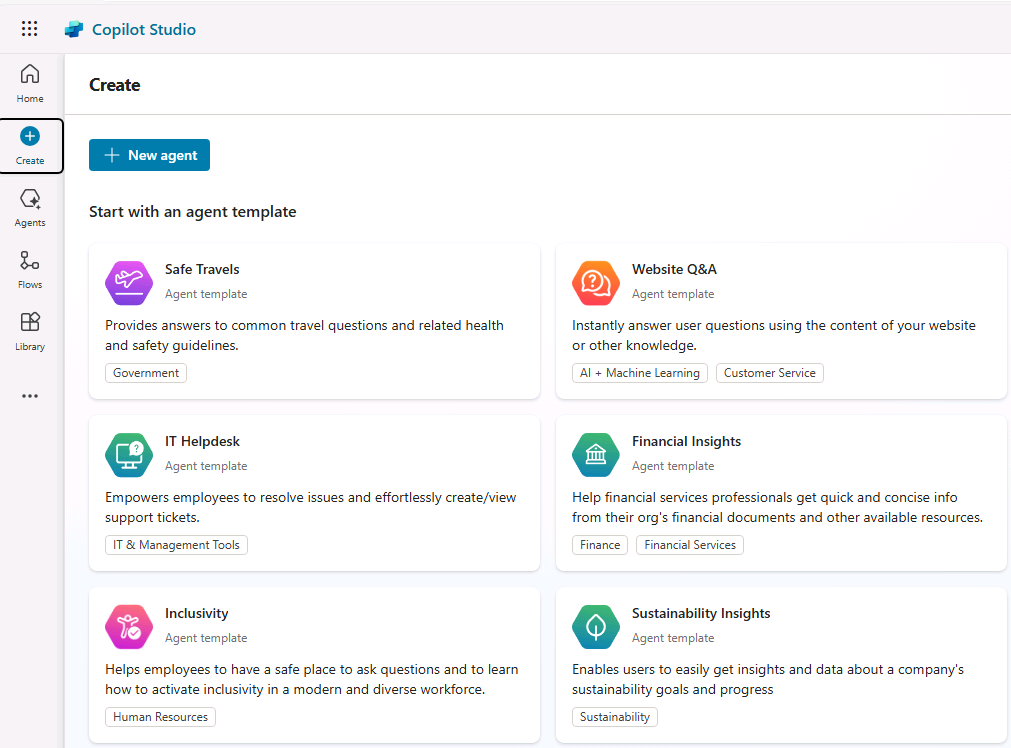 Copilot Studio
Home
Create
Agents
Flows
Library
Create
New agent
Start with an agent template
Safe Travels
Agent template
Provides answers to common travel questions and related health
and safety guidelines.
Government
Website Q&A
Agent template
Instantly answer user questions using the content of your website
or other knowledge.
AI + Machine Learning
Customer Service
IT Helpdesk
Agent template
Empowers employees to resolve issues and effortlessly create/view
support tickets.
IT & Management Tools
Financial Insights
Agent template
Help financial services professionals get quick and concise info
from their org's financial documents and other available resources.
Finance
Financial Services
Inclusivity
Agent template
Helps employees to have a safe place to ask questions and to learn
how to activate inclusivity in a modern and diverse workforce.
Human Resources
Sustainability Insights
Agent template
Enables users to easily get insights and data about a company's
sustainability goals and progress
Sustainability